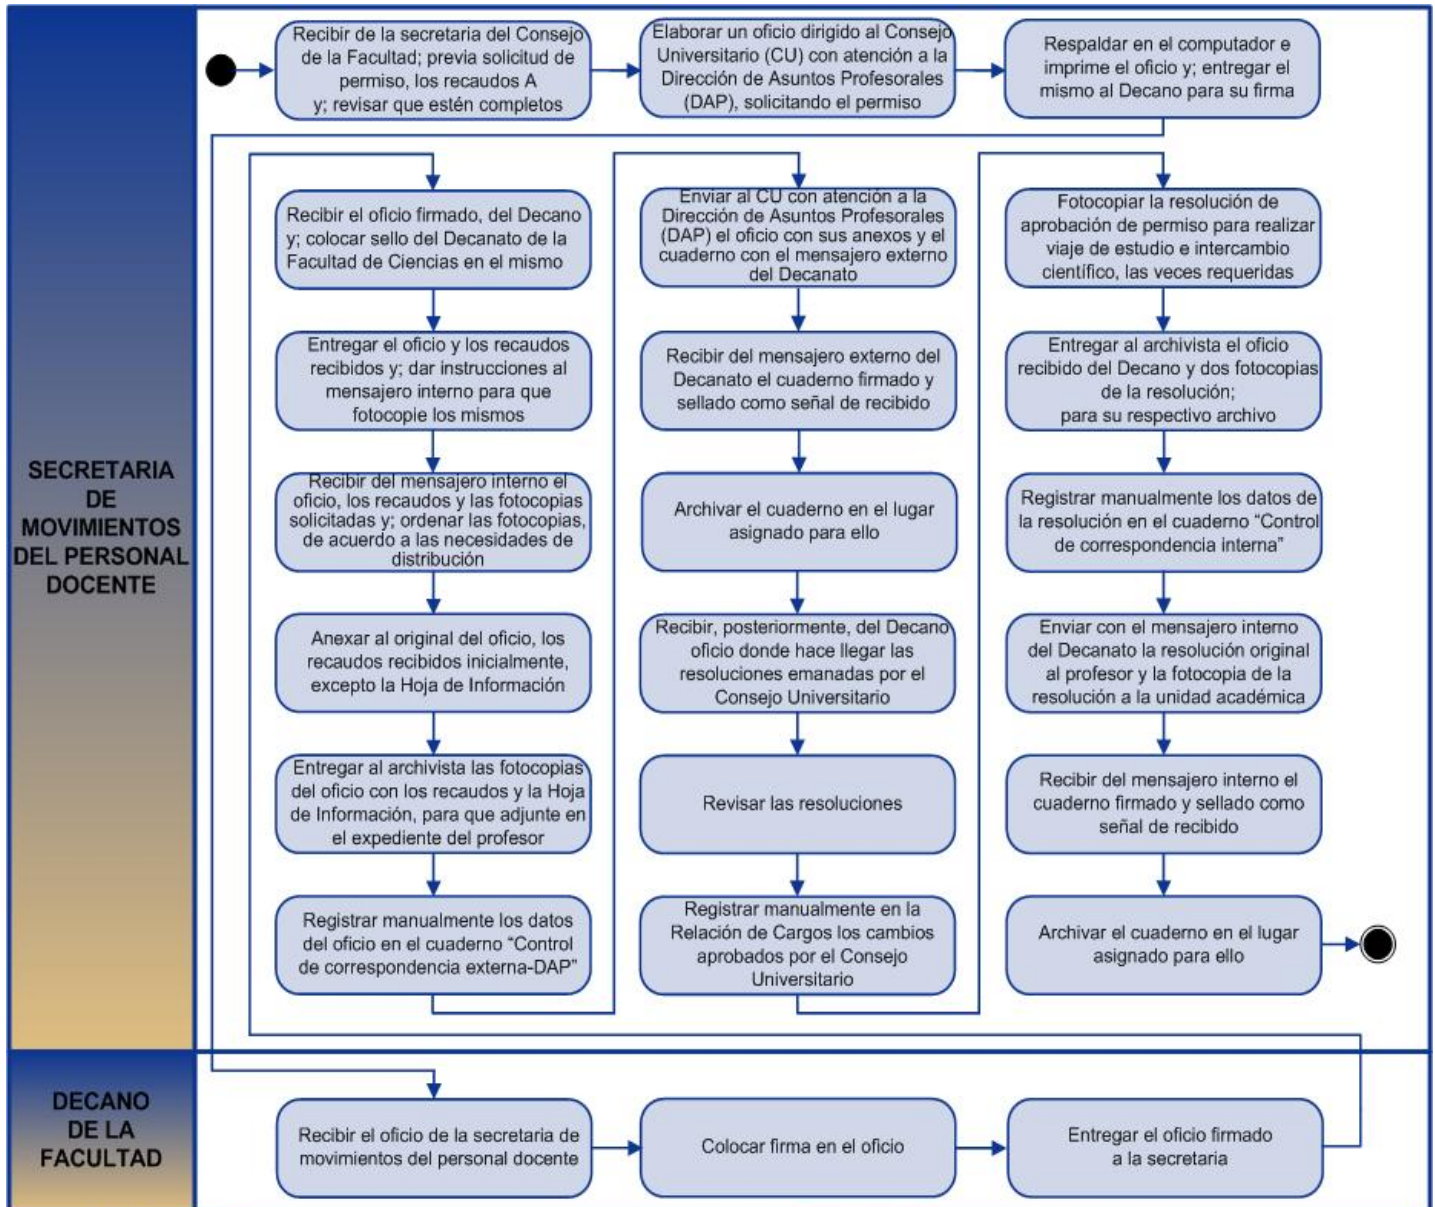 Recibir de la secretaria del Consejo
de la Facultad; previa solicitud de
permiso, los recaudos A
y; revisar que estén completos
Elaborar un oficio dirigido al Consejo
Universitario (CU) con atención a la
Dirección de Asuntos Profesorales
(DAP), solicitando el permiso
Respaldar en el computador e
imprime el oficio y; entregar el
mismo al Decano para su firma
SECRETARIA
DE
MOVIMIENTOS
DEL PERSONAL
DOCENTE
Recibir el oficio firmado, del Decano
y; colocar sello del Decanato de la
Facultad de Ciencias en el mismo
Entregar el oficio y los recaudos
recibidos y; dar instrucciones al
mensajero interno para que
fotocopie los mismos
Recibir del mensajero interno el
oficio, los recaudos y las fotocopias
solicitadas y; ordenar las fotocopias,
de acuerdo a las necesidades de
distribución
Anexar al original del oficio, los
recaudos recibidos inicialmente,
excepto la Hoja de Información
Entregar al archivista las fotocopias
del oficio con los recaudos y la Hoja
de Información, para que adjunte en
el expediente del profesor
Registrar manualmente los datos
del oficio en el cuaderno “Control
de correspondencia externa-DAP”
Enviar al CU con atención a la
Dirección de Asuntos Profesorales
(DAP) el oficio con sus anexos y el
cuaderno con el mensajero externo
del Decanato
Recibir del mensajero externo del
Decanato el cuaderno firmado y
sellado como señal de recibido
Archivar el cuaderno en el lugar
asignado para ello
Recibir, posteriormente, del Decano
oficio donde hace llegar las
resoluciones emanadas por el
Consejo Universitario
Revisar las resoluciones
Registrar manualmente en la
Relación de Cargos los cambios
aprobados por el Consejo
Universitario
Fotocopiar la resolución de
aprobación de permiso para realizar
viaje de estudio e intercambio
científico, las veces requeridas
Entregar al archivista el oficio
recibido del Decano y dos fotocopias
de la resolución;
para su respectivo archivo
Registrar manualmente los datos de
la resolución en el cuaderno “Control
de correspondencia interna”
Enviar con el mensajero interno
del Decanato la resolución original
al profesor y la fotocopia de la
resolución a la unidad académica
Recibir del mensajero interno el
cuaderno firmado y sellado como
señal de recibido
Archivar el cuaderno en el lugar
asignado para ello
DECANO
DE LA
FACULTAD
Recibir el oficio de la secretaria de
movimientos del personal docente
Colocar firma en el oficio
Entregar el oficio firmado
a la secretaria